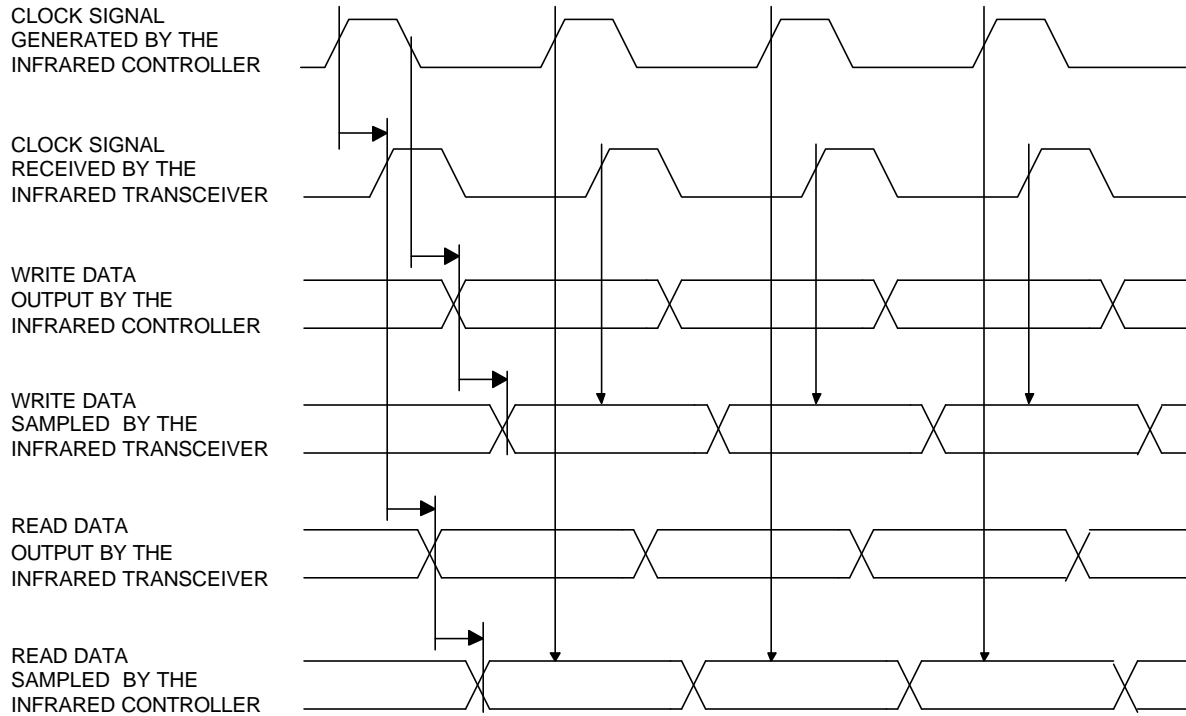 CLOCK SIGNAL
GENERATED BY THE
INFRARED CONTROLLER
CLOCK SIGNAL
RECEIVED BY THE
INFRARED TRANSCEIVER
WRITE DATA
OUTPUT BY THE
INFRARED CONTROLLER
WRITE DATA
SAMPLED BY THE
INFRARED TRANSCEIVER
READ DATA
OUTPUT BY THE
INFRARED TRANSCEIVER
READ DATA
SAMPLED BY THE
INFRARED CONTROLLER